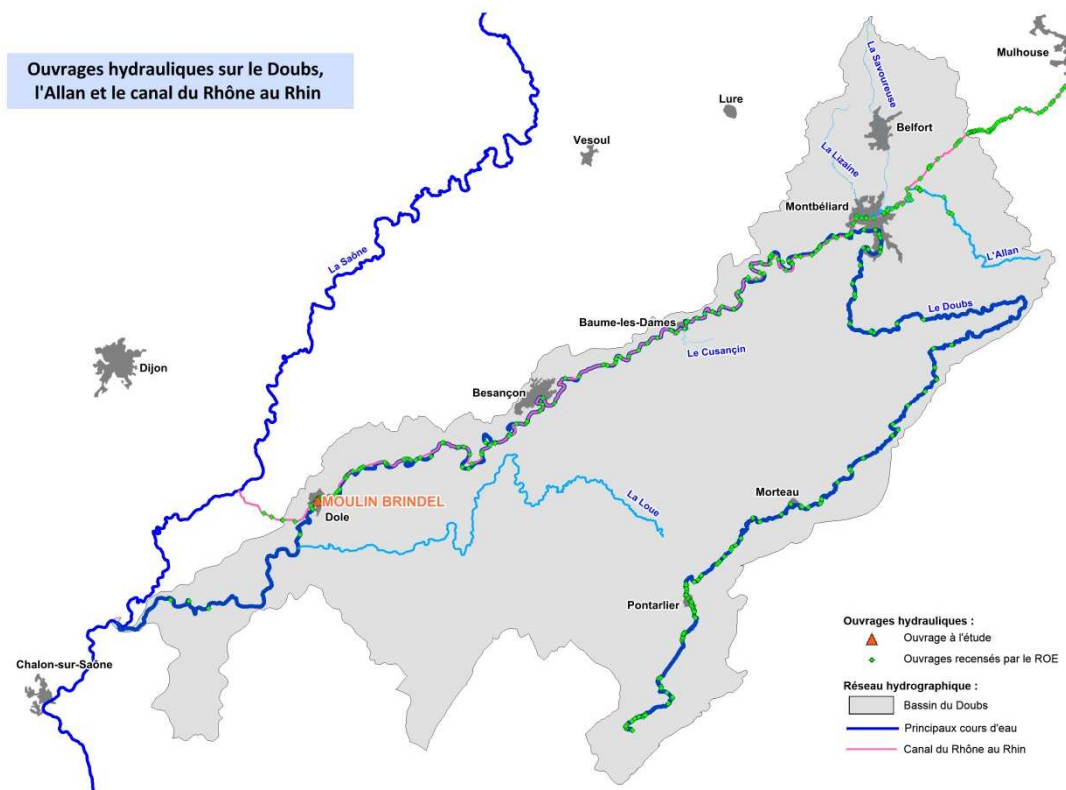 Ouvrages hydrauliques sur le Doubs,
l'Allan et le canal du Rhône au Rhin
Mulhouse
La Savoureuse
Lure
Belfort
Vesoul
La Lizaine
Montbéliard
L'Allan
La Saône
Le Doubs
Baume-les-Dames
Le Cusançin
Dijon
Besançon
MOULIN BRINDEL
Dole
La Loue
Morteau
Pontarlier
Chalon-sur-Saône
Ouvrages hydrauliques :
Ouvrage à l'étude
Ouvrages recensés par le ROE
Réseau hydrographique :
Bassin du Doubs
Principaux cours d'eau
Canal du Rhône au Rhin